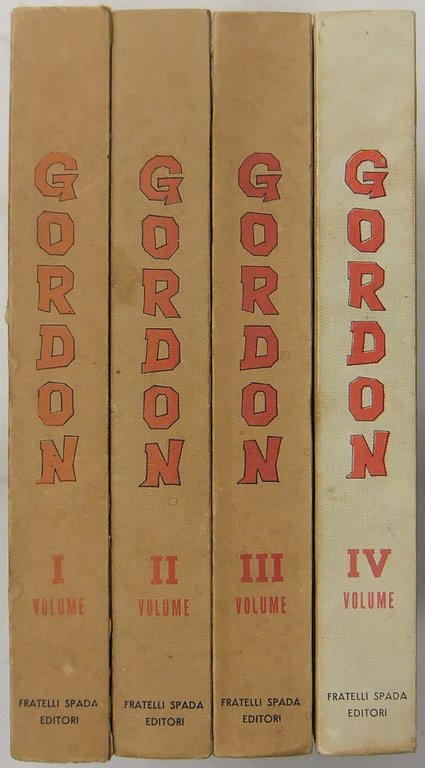 GORDON
I
VOLUME
FRATELLI SPADA
EDITORI
GORDON
II
VOLUME
FRATELLI SPADA
EDITORI
GORDON
III
VOLUME
FRATELLI SPADA
EDITORI
GORDON
IV
VOLUME
FRATELLI SPADA
EDITORI